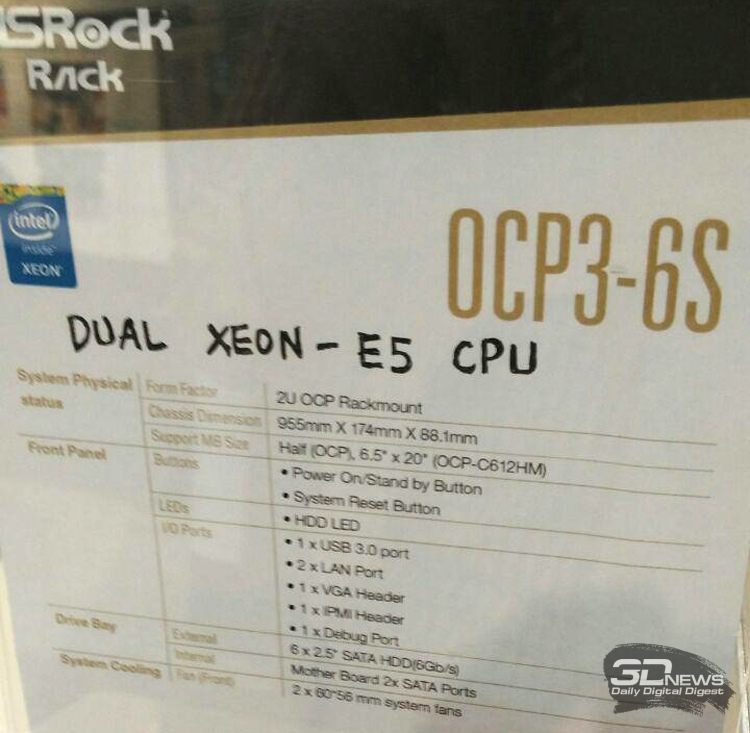 SRock
Rack
intel
inside
XEON
OCP3-6S
DUAL XEON - E5 CPU
System Physical status
Form Factor 2U OCP Rackmount
Chassis Dimension 955mm X 174mm X 88.1mm
Support MB Size Half (OCP), 6.5" x 20" (OCP-C612HM)
Front Panel Buttons • Power On/Stand by Button
• System Reset Button
LEDs • HDD LED
I/O Ports • 1 x USB 3.0 port
• 2 x LAN Port
• 1 x VGA Header
• 1 x IPMI Header
• 1 x Debug Port
Drive Bay External 6 x 2.5" SATA HDD(6Gb/s)
Internal Mother Board 2x SATA Ports
System Cooling Fan (Front) 2 x 60*56 mm system fans
3DNEWS
Daily Digital Digest